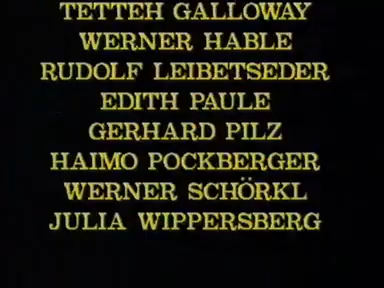 TETTEH GALLOWAY
WERNER HABLE
RUDOLF LEIBETSEDER
EDITH PAULE
GERHARD PILZ
HAIMO POCKBERGER
WERNER SCHÖRKL
JULIA WIPPERSBERG